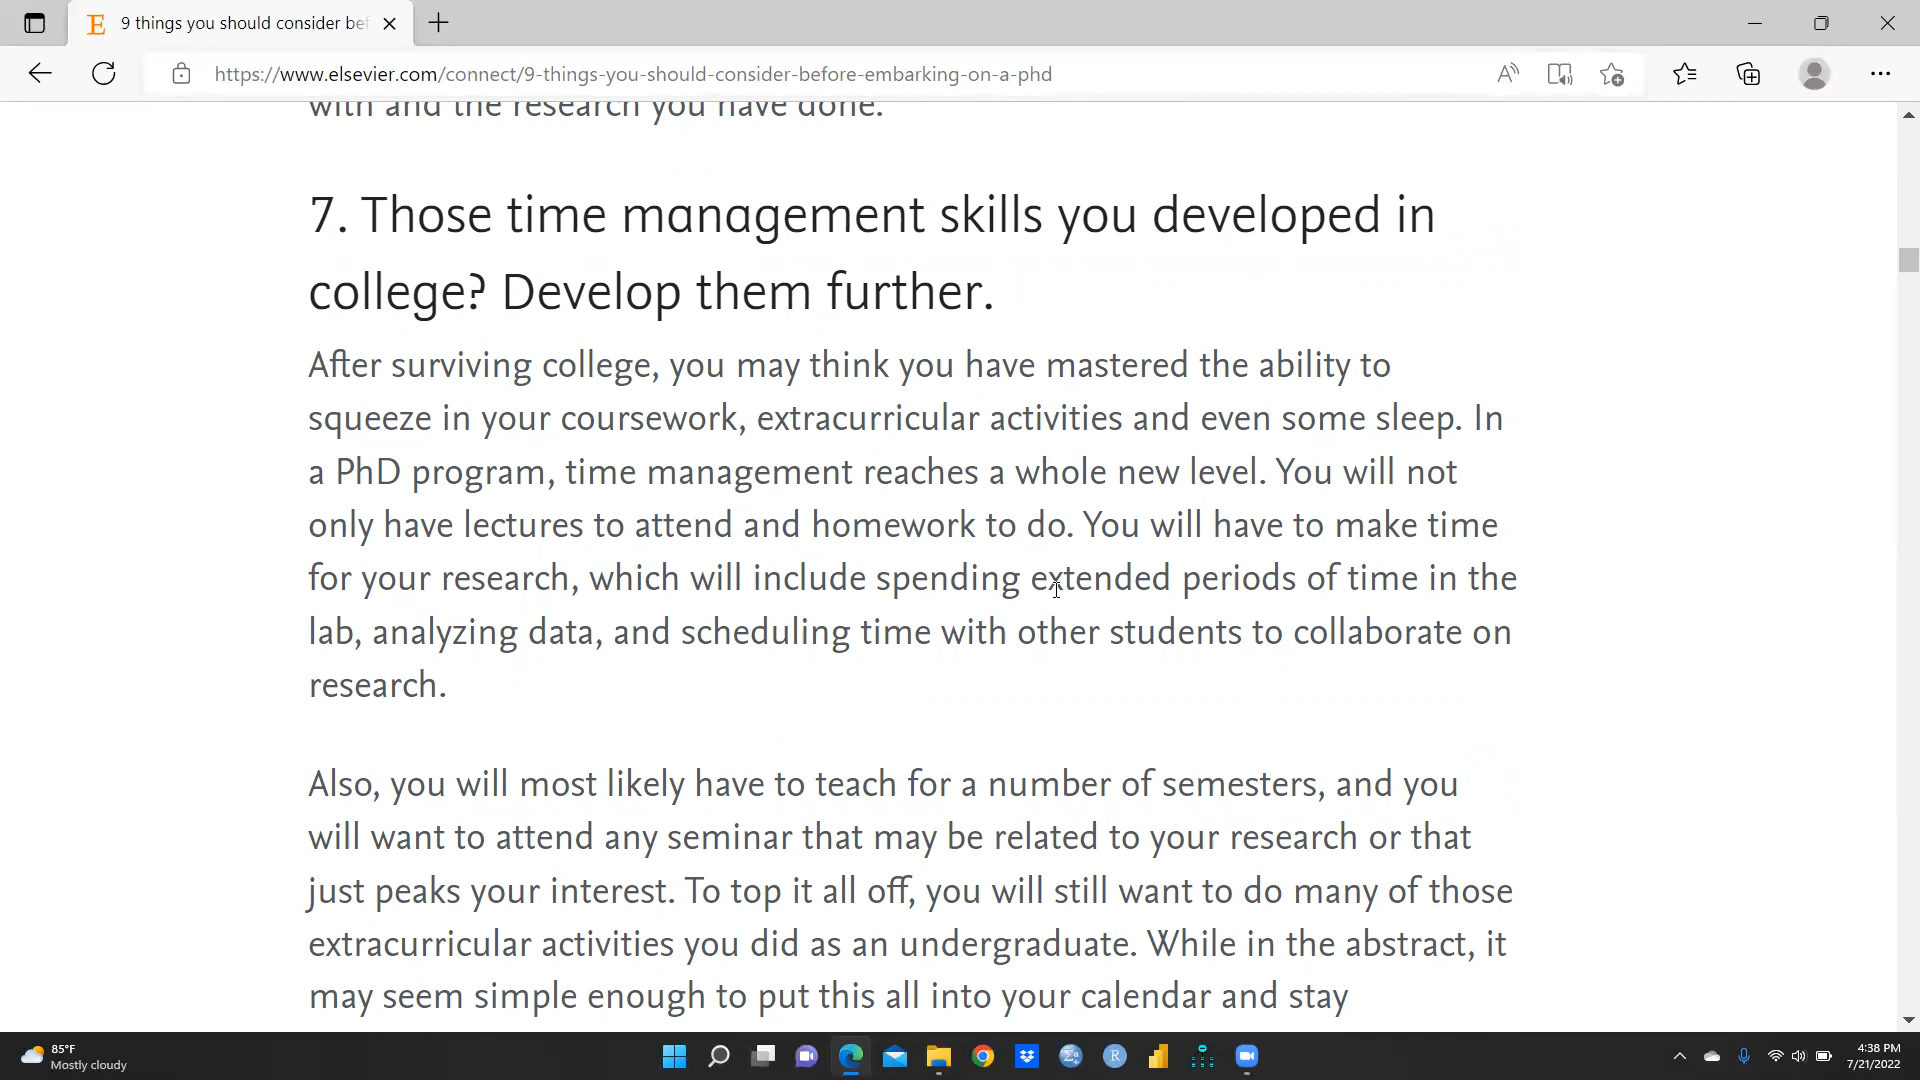 9 things you should consider bef
https://www.elsevier.com/connect/9-things-you-should-consider-before-embarking-on-a-phd
with and the research you have done.
7. Those time management skills you developed in
college? Develop them further.
After surviving college, you may think you have mastered the ability to
squeeze in your coursework, extracurricular activities and even some sleep. In
a PhD program, time management reaches a whole new level. You will not
only have lectures to attend and homework to do. You will have to make time
for your research, which will include spending extended periods of time in the
lab, analyzing data, and scheduling time with other students to collaborate on
research.
Also, you will most likely have to teach for a number of semesters, and you
will want to attend any seminar that may be related to your research or that
just peaks your interest. To top it all off, you will still want to do many of those
extracurricular activities you did as an undergraduate. While in the abstract, it
may seem simple enough to put this all into your calendar and stay
85°F
Mostly cloudy
4:38 PM
7/21/2022